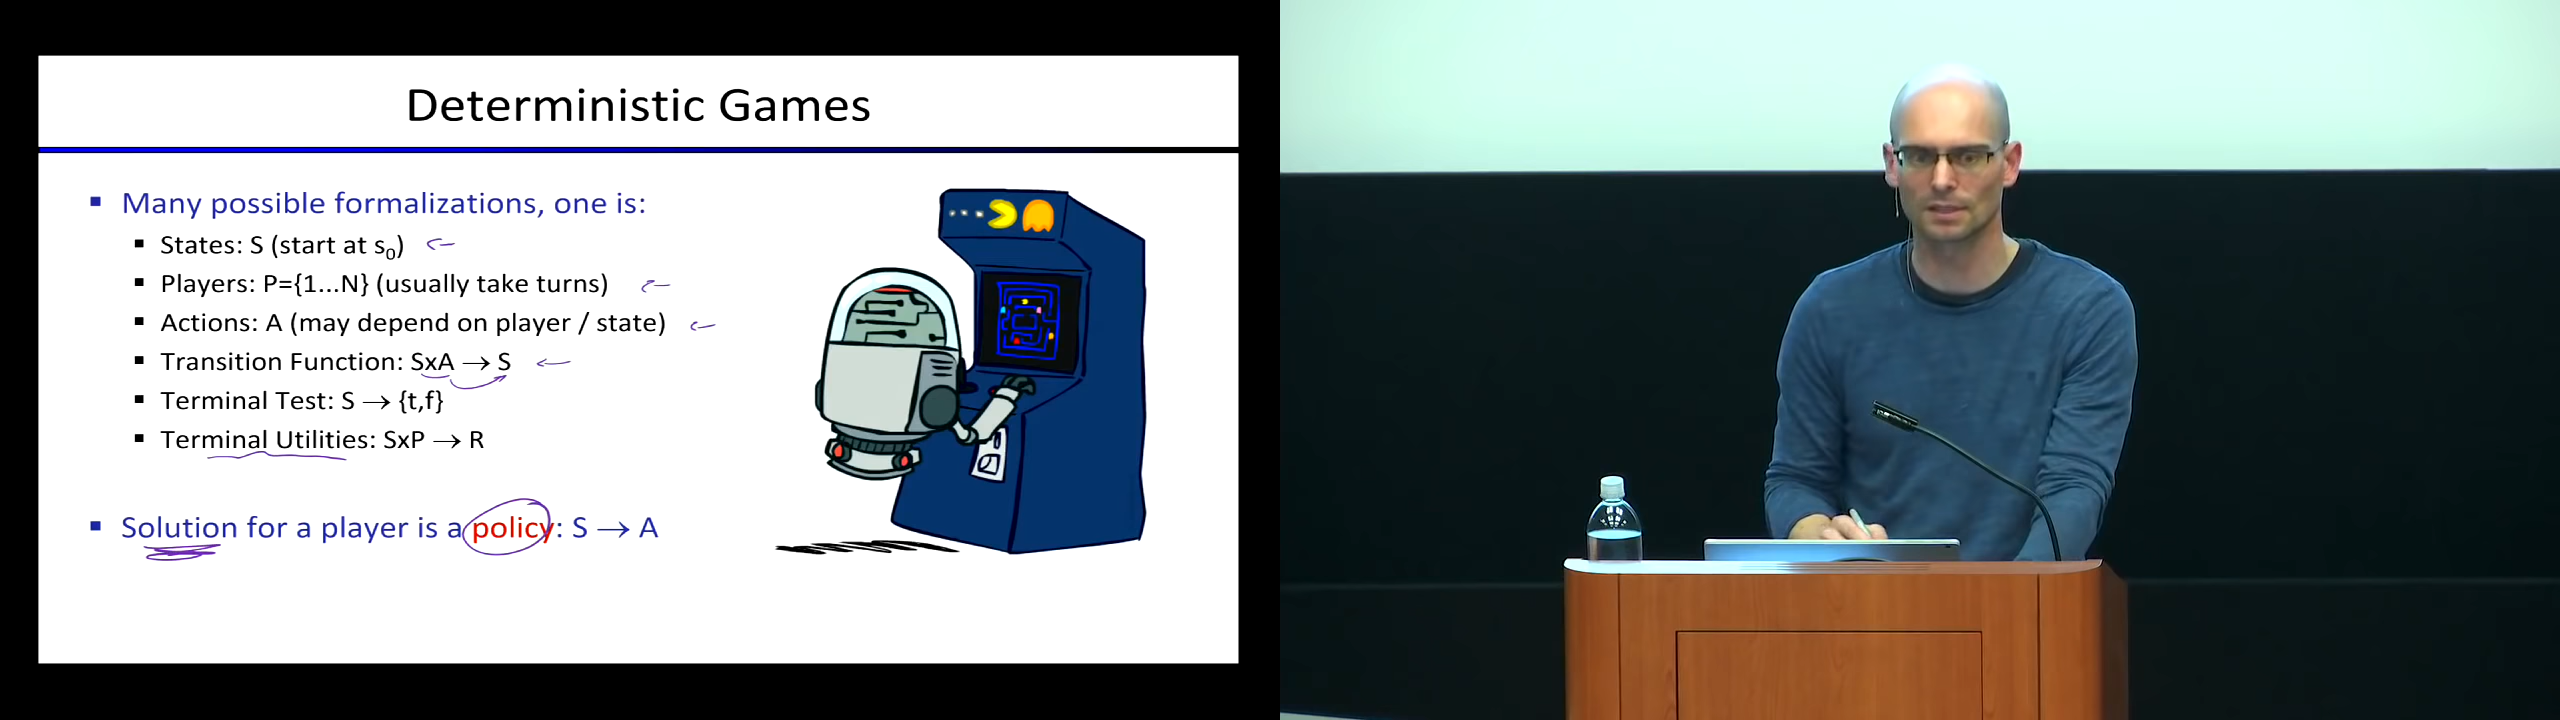 Deterministic Games
▪ Many possible formalizations, one is:
▪ States: S (start at s₀)
▪ Players: P={1...N} (usually take turns)
▪ Actions: A (may depend on player / state)
▪ Transition Function: SxA → S
▪ Terminal Test: S → {t,f}
▪ Terminal Utilities: SxP → R
▪ Solution for a player is a policy: S → A